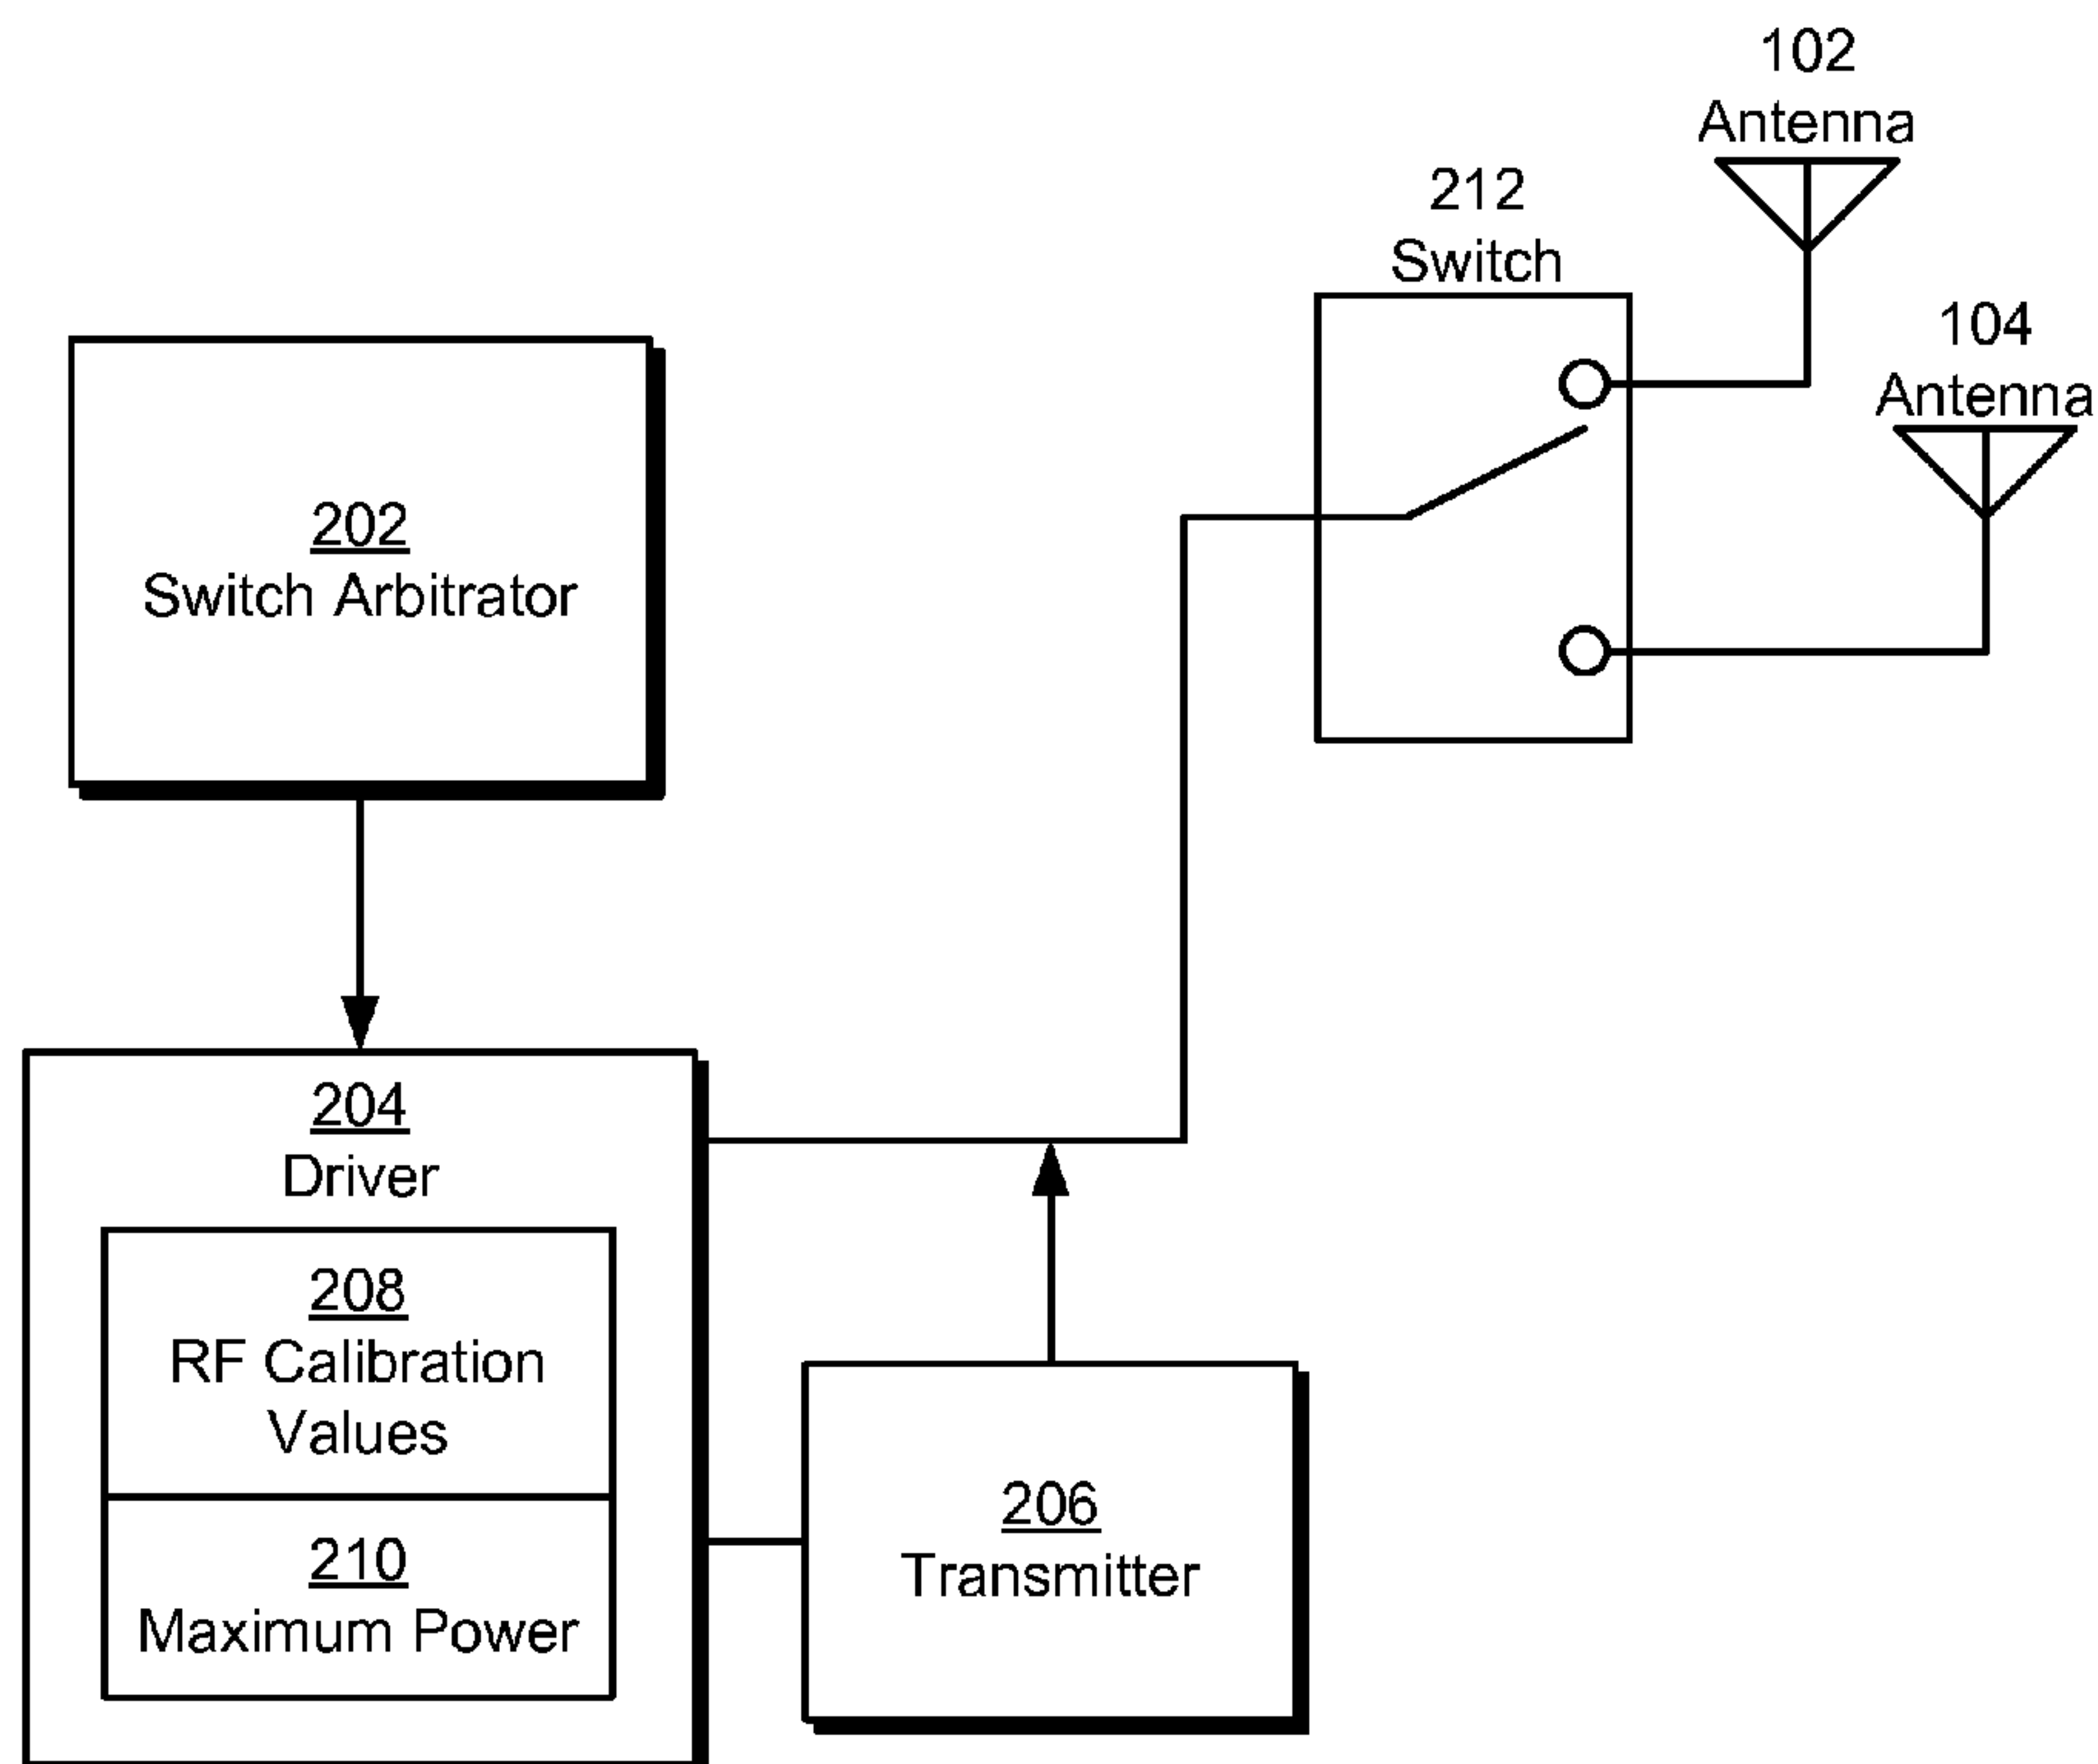 102
Antenna
212
Switch
104
Antenna
202
Switch Arbitrator
204
Driver
208
RF Calibration
Values
210
Maximum Power
206
Transmitter